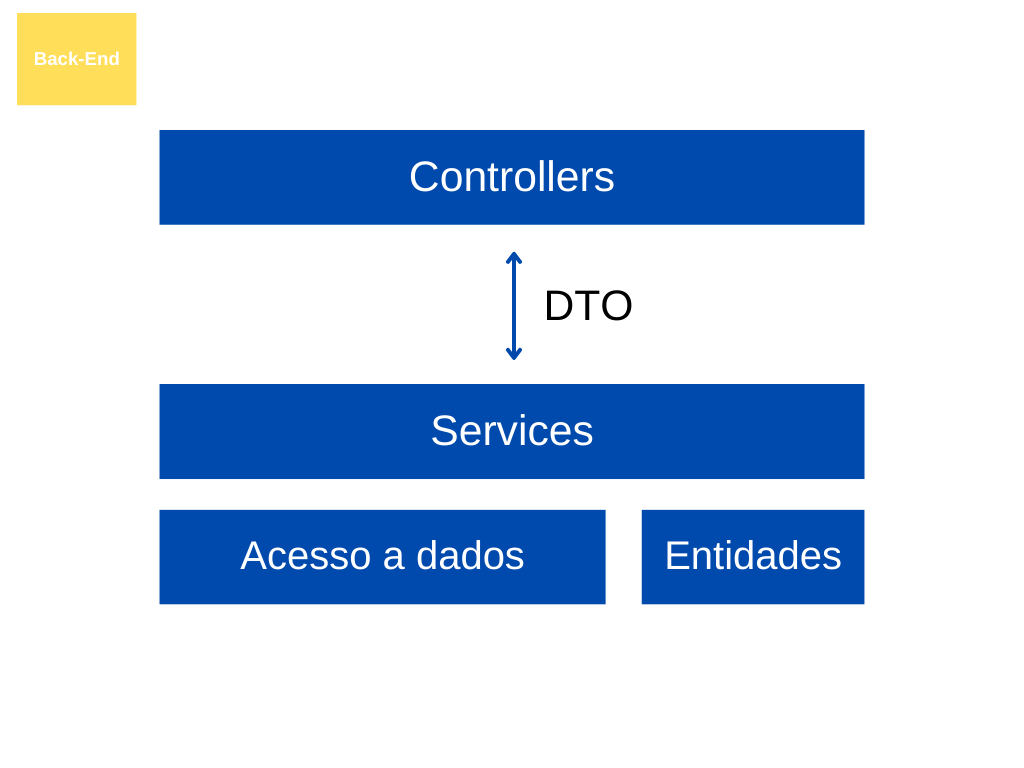 Back-End
Controllers
DTO
Services
Acesso a dados
Entidades